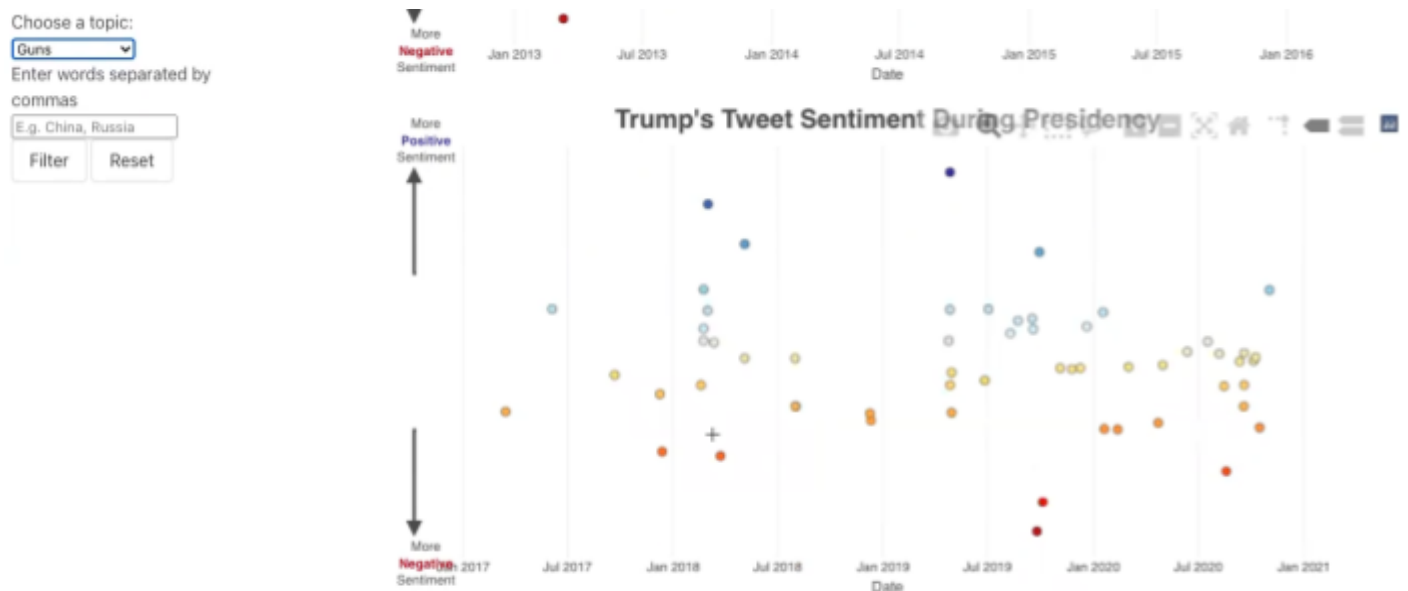 Choose a topic:
Guns
Enter words separated by
commas
E.g. China, Russia
Filter Reset
More
Negative
Sentiment
Jan 2013 Jul 2013 Jan 2014 Jul 2014 Jan 2015 Jul 2015 Jan 2016
Date
Trump's Tweet Sentiment During Presidency
More
Positive
Sentiment
More
Negative
Sentiment
2017 Jul 2017 Jan 2018 Jul 2018 Jan 2019 Jul 2019 Jan 2020 Jul 2020 Jan 2021
Date